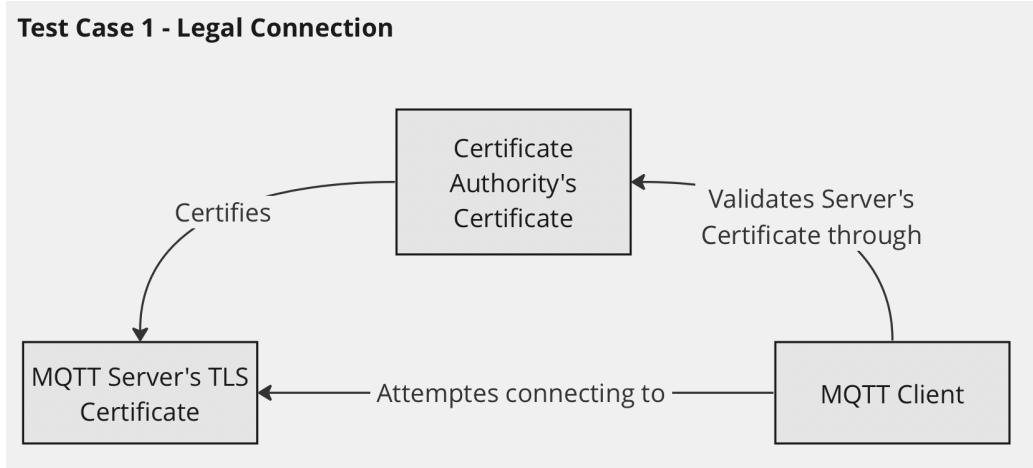 Test Case 1 - Legal Connection
Certificate
Authority's
Certificate
Certifies
Validates Server's
Certificate through
MQTT Server's TLS
Certificate
Attemptes connecting to
MQTT Client